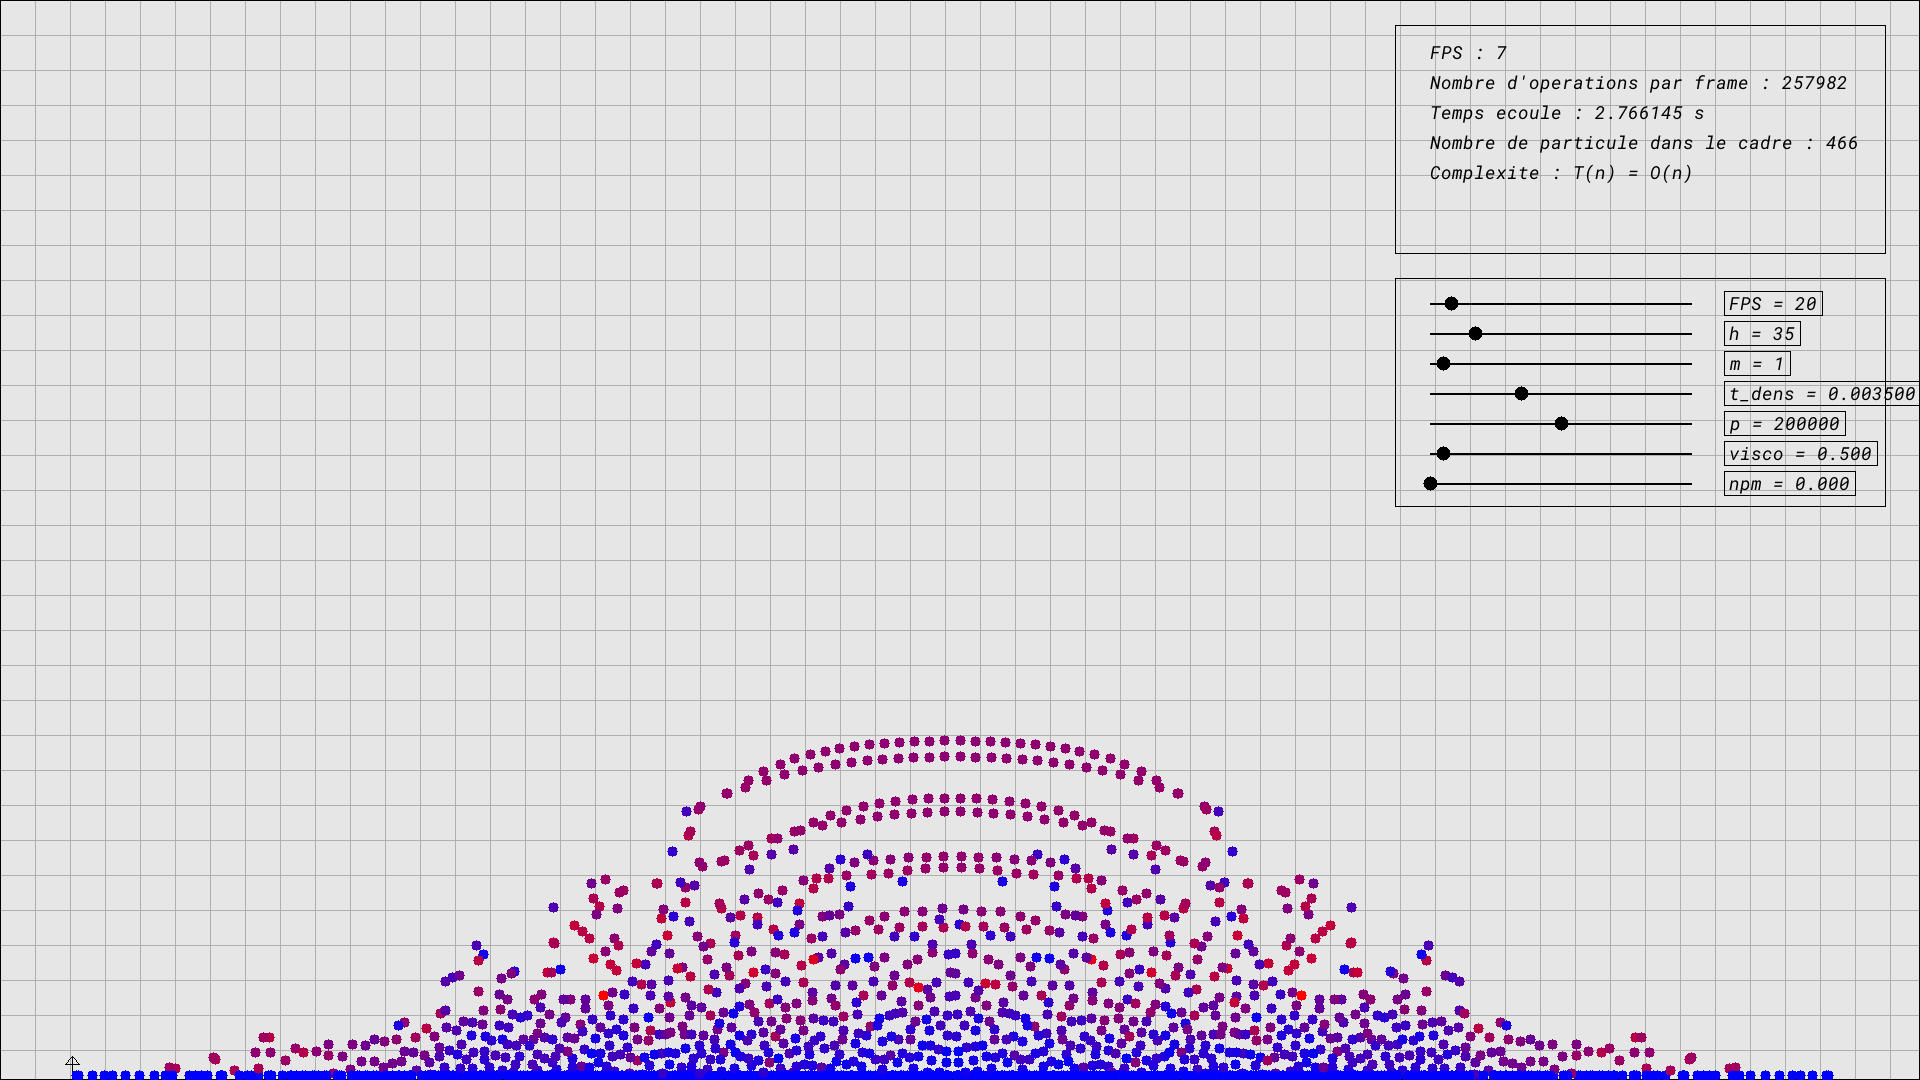 FPS : 7
Nombre d'operations par frame : 257982
Temps ecoule : 2.766145 s
Nombre de particule dans le cadre : 466
Complexite : T(n) = O(n)
FPS = 20
h = 35
m = 1
t_dens = 0.003500
p = 200000
visco = 0.500
npm = 0.000